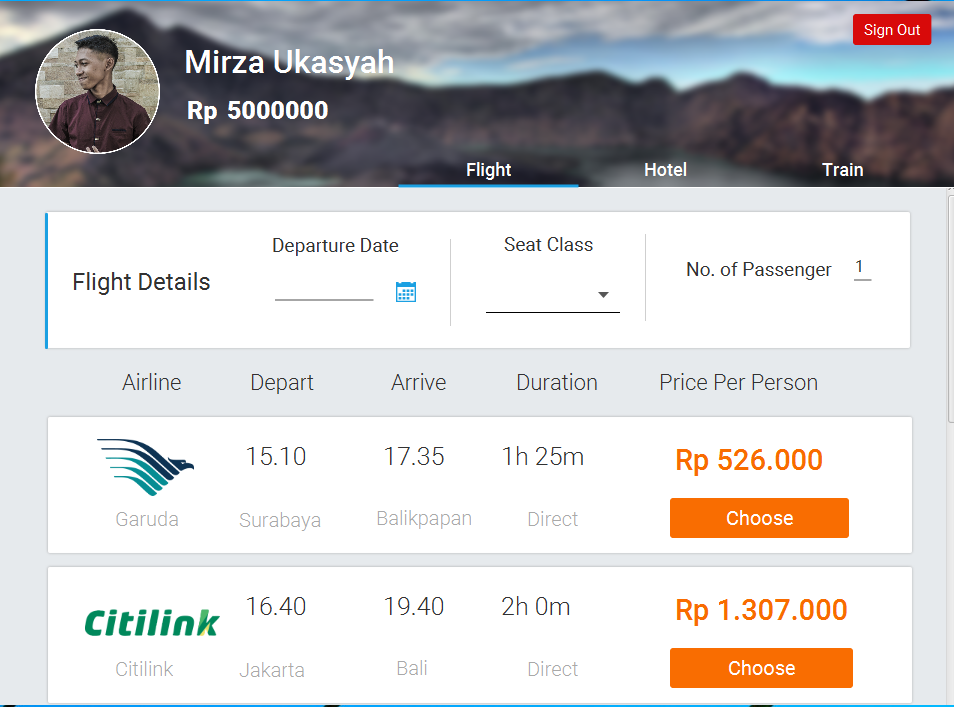 Sign Out
Mirza Ukasyah
Rp 5000000
Flight Hotel Train
Departure Date Seat Class
Flight Details No. of Passenger 1
Airline Depart Arrive Duration Price Per Person
15.10 17.35 1h 25m Rp 526.000
Garuda Surabaya Balikpapan Direct Choose
Citilink 16.40 19.40 2h 0m Rp 1.307.000
Citilink Jakarta Bali Direct Choose